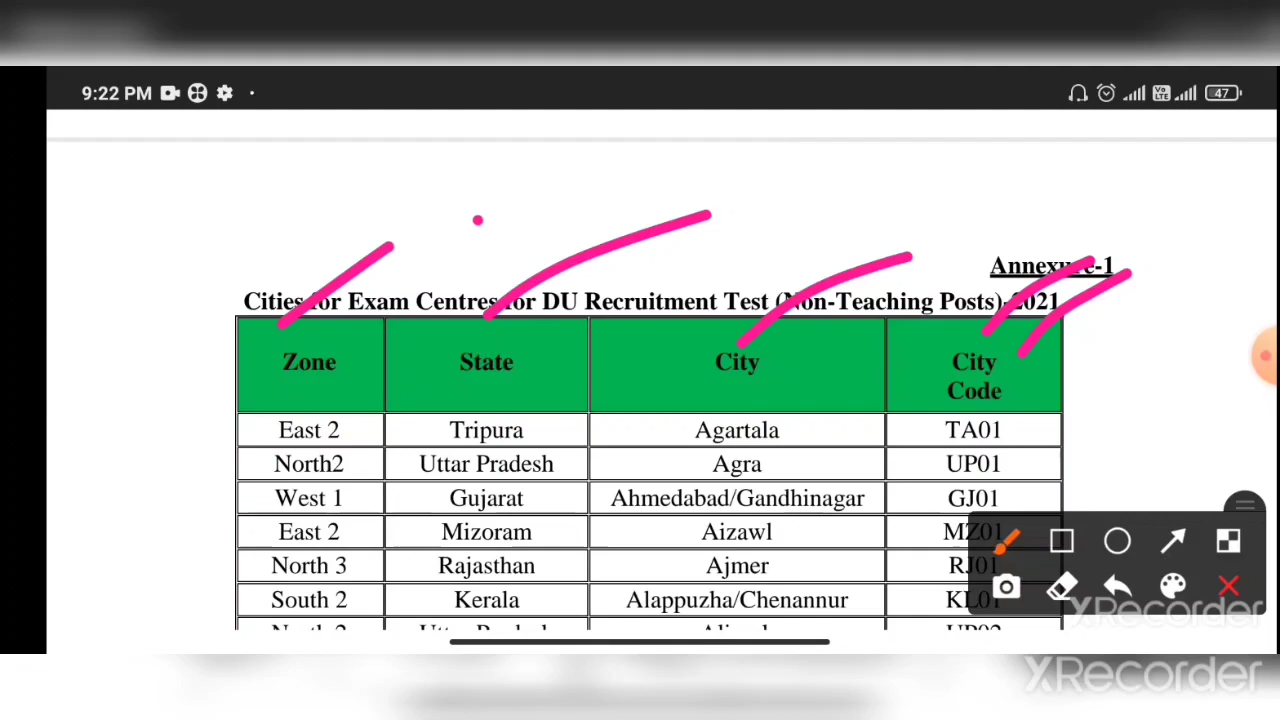 9:22 PM
Vo LTE
47
Annexure-1
Cities for Exam Centres for DU Recruitment Test (Non-Teaching Posts)-2021
Zone State City City Code
East 2 Tripura Agartala TA01
North2 Uttar Pradesh Agra UP01
West 1 Gujarat Ahmedabad/Gandhinagar GJ01
East 2 Mizoram Aizawl MZ01
North 3 Rajasthan Ajmer RJ01
South 2 Kerala Alappuzha/Chenannur KL01
XRecorder
XRecorder